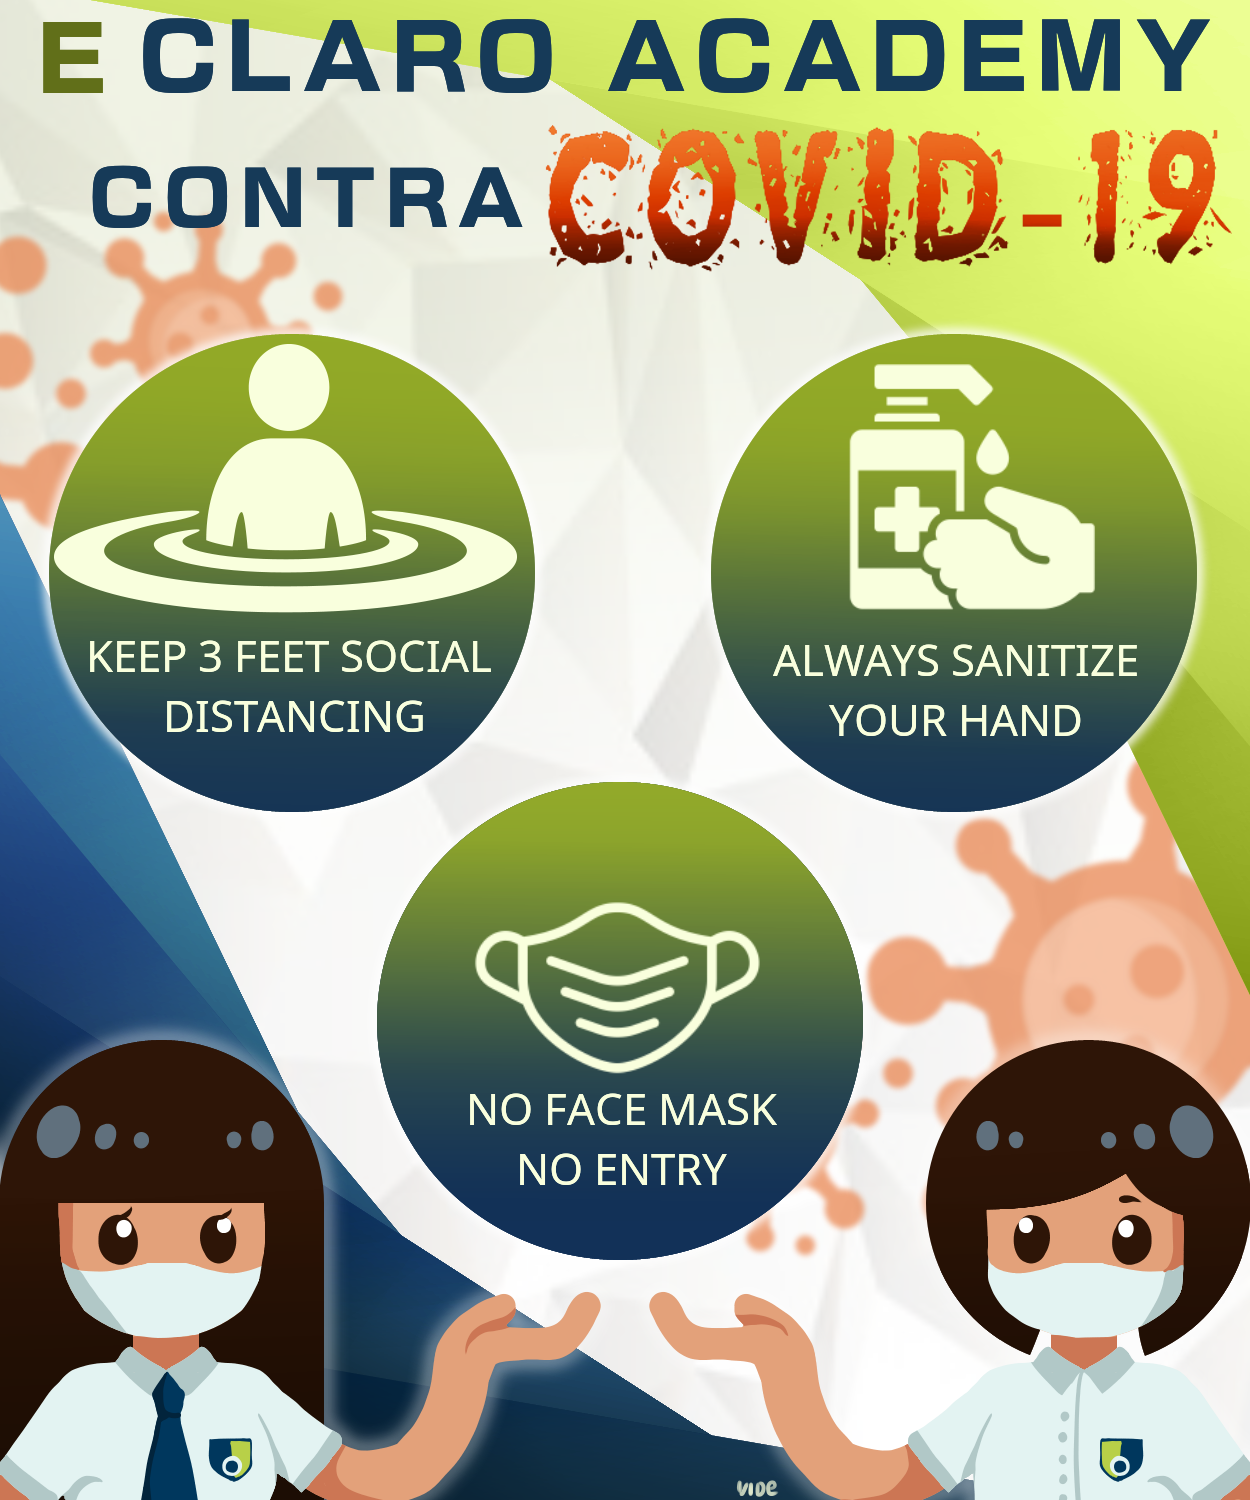 E CLARO ACADEMY
CONTRA COVID-19
KEEP 3 FEET SOCIAL
DISTANCING
ALWAYS SANITIZE
YOUR HAND
NO FACE MASK
NO ENTRY
VIDE